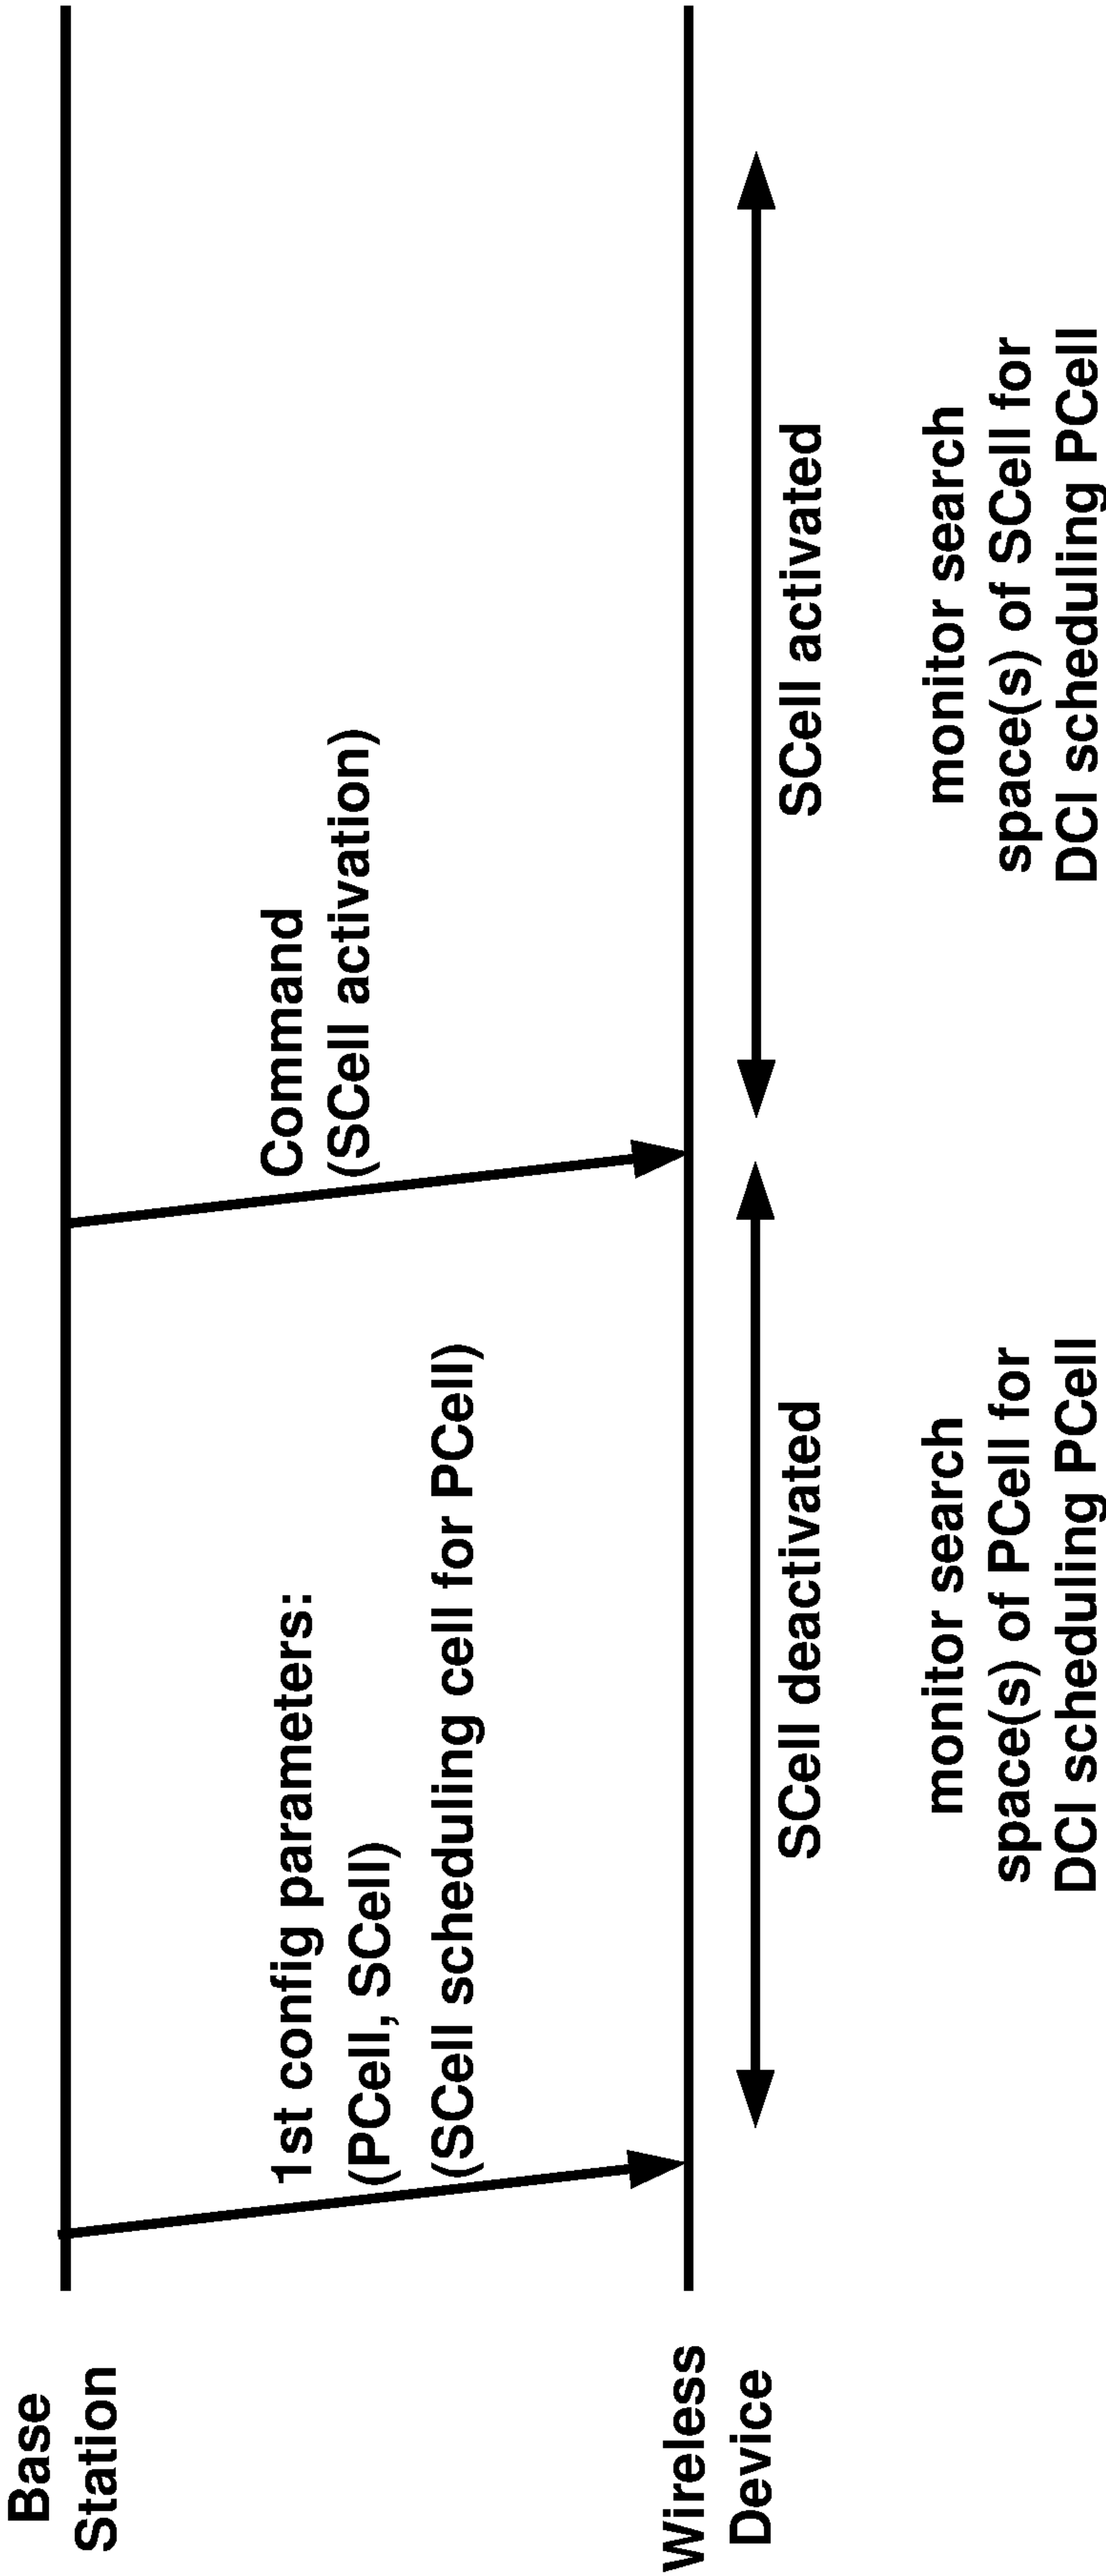 Base
Station
1st config parameters:
(PCell, SCell)
(SCell scheduling cell for PCell)
Command
(SCell activation)
Wireless
Device
SCell deactivated
SCell activated
monitor search
space(s) of PCell for
DCI scheduling PCell
monitor search
space(s) of SCell for
DCI scheduling PCell